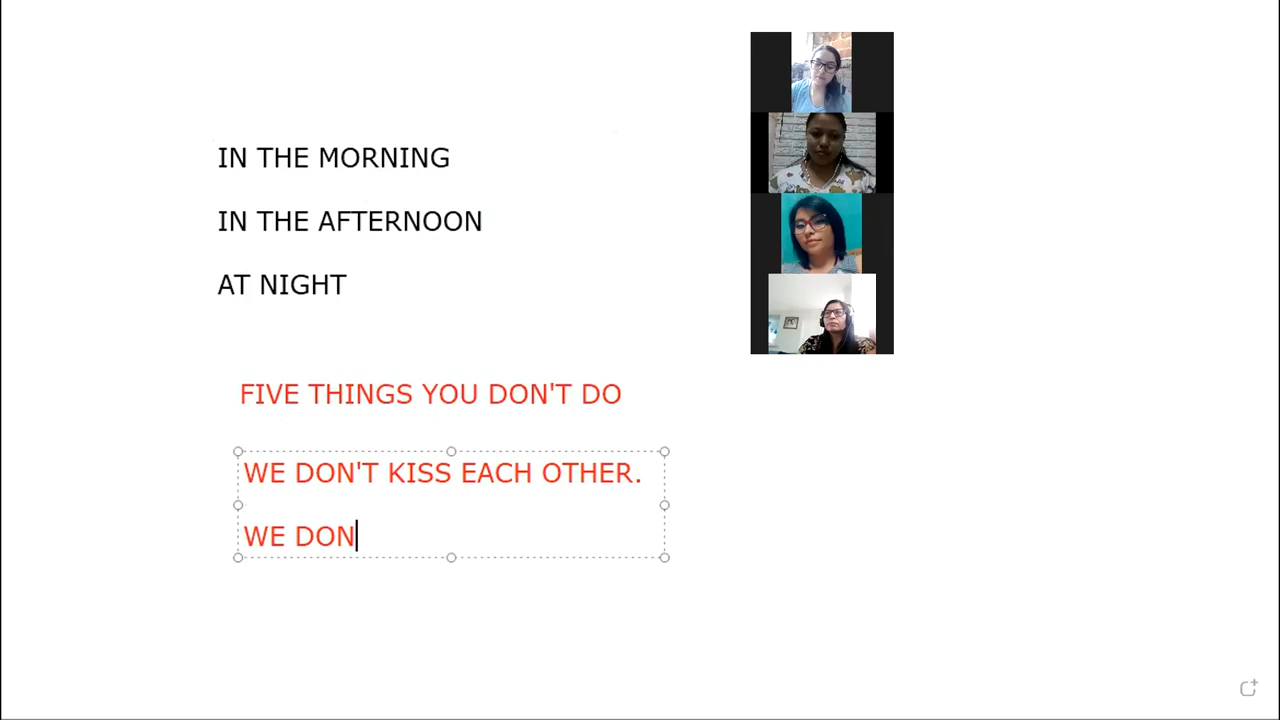 IN THE MORNING
IN THE AFTERNOON
AT NIGHT
FIVE THINGS YOU DON'T DO
WE DON'T KISS EACH OTHER.
WE DON